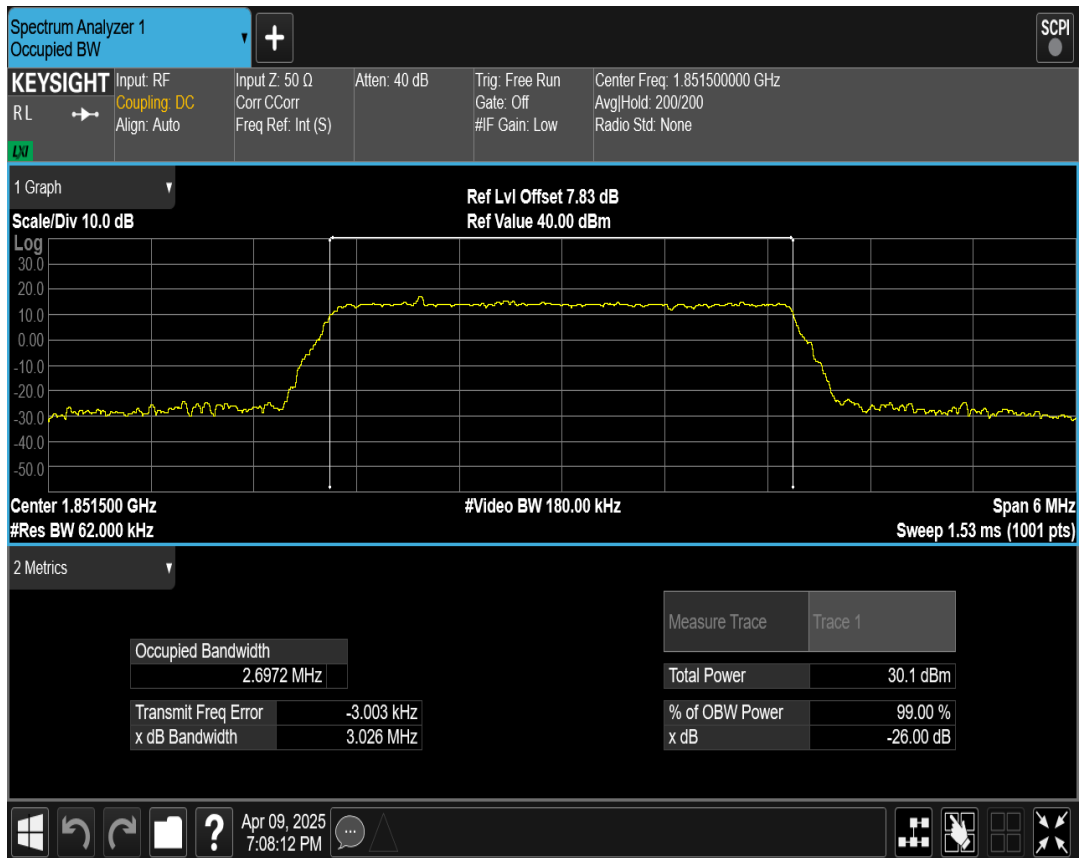 Spectrum Analyzer 1
Occupied BW
+
SCPI
KEYSIGHT Input: RF Input Z: 50 Ω Atten: 40 dB Trig: Free Run Center Freq: 1.851500000 GHz
RL Coupling: DC Corr CCorr Gate: Off Avg|Hold: 200/200
Align: Auto Freq Ref: Int (S) #IF Gain: Low Radio Std: None
LXI
1 Graph
Ref Lvl Offset 7.83 dB
Scale/Div 10.0 dB Ref Value 40.00 dBm
Log
30.0
20.0
10.0
0.00
-10.0
-20.0
-30.0
-40.0
-50.0
Center 1.851500 GHz #Video BW 180.00 kHz Span 6 MHz
#Res BW 62.000 kHz Sweep 1.53 ms (1001 pts)
2 Metrics
Measure Trace Trace 1
Occupied Bandwidth
2.6972 MHz Total Power 30.1 dBm
Transmit Freq Error -3.003 kHz % of OBW Power 99.00 %
x dB Bandwidth 3.026 MHz x dB -26.00 dB
? Apr 09, 2025
7:08:12 PM